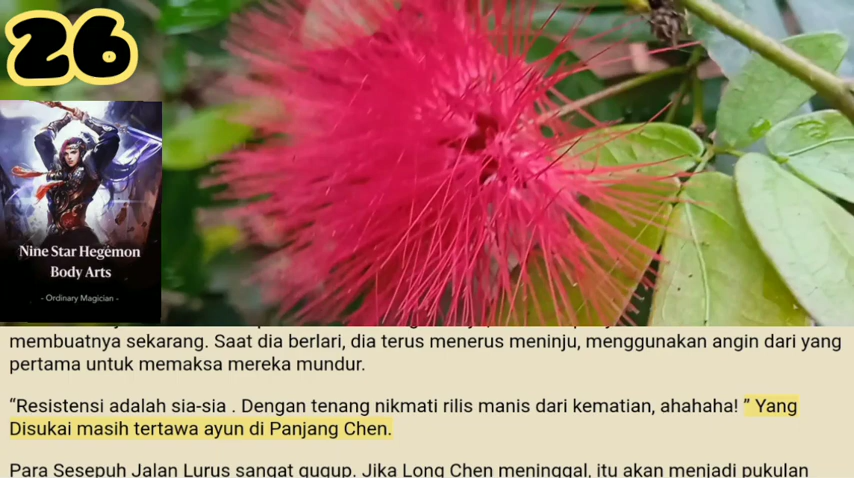 26
Nine Star Hegemon
Body Arts
- Ordinary Magician -
membuatnya sekarang. Saat dia berlari, dia terus menerus meninju, menggunakan angin dari yang
pertama untuk memaksa mereka mundur.
“Resistensi adalah sia-sia . Dengan tenang nikmati rilis manis dari kematian, ahahaha! ” Yang
Disukai masih tertawa ayun di Panjang Chen.
Para Sesepuh Jalan Lurus sangat gugup. Jika Long Chen meninggal, itu akan menjadi pukulan